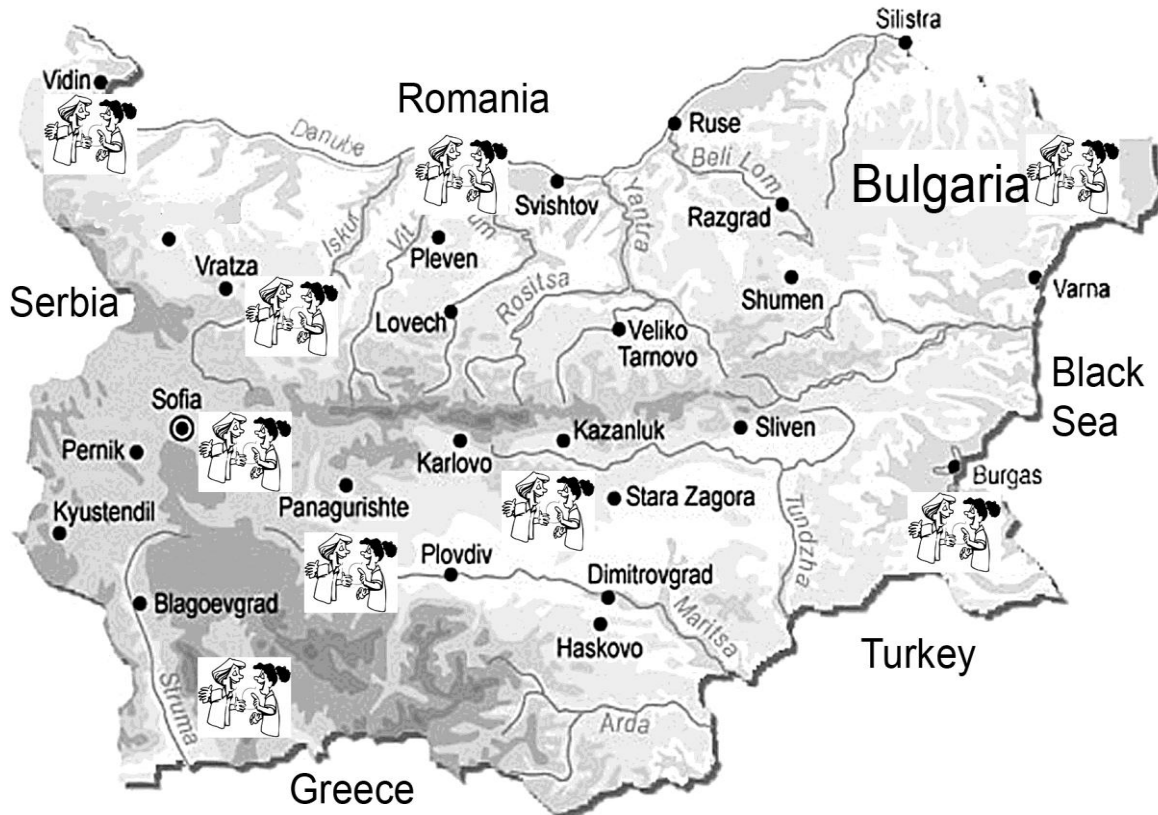 Silistra
Vidin
Romania
Danube
Ruse
Beli Lom
Bulgaria
Svishtov
Yantra
Razgrad
Iskur
Vit
um
Pleven
Vratza
Rositsa
Shumen
Varna
Serbia
Lovech
Veliko
Tarnovo
Black
Sea
Sofia
Pernik
Karlovo
Kazanluk
Sliven
Burgas
Panagurishte
Stara Zagora
Kyustendil
Tundzha
Plovdiv
Dimitrovgrad
Blagoevgrad
Maritsa
Haskovo
Turkey
Struma
Arda
Greece